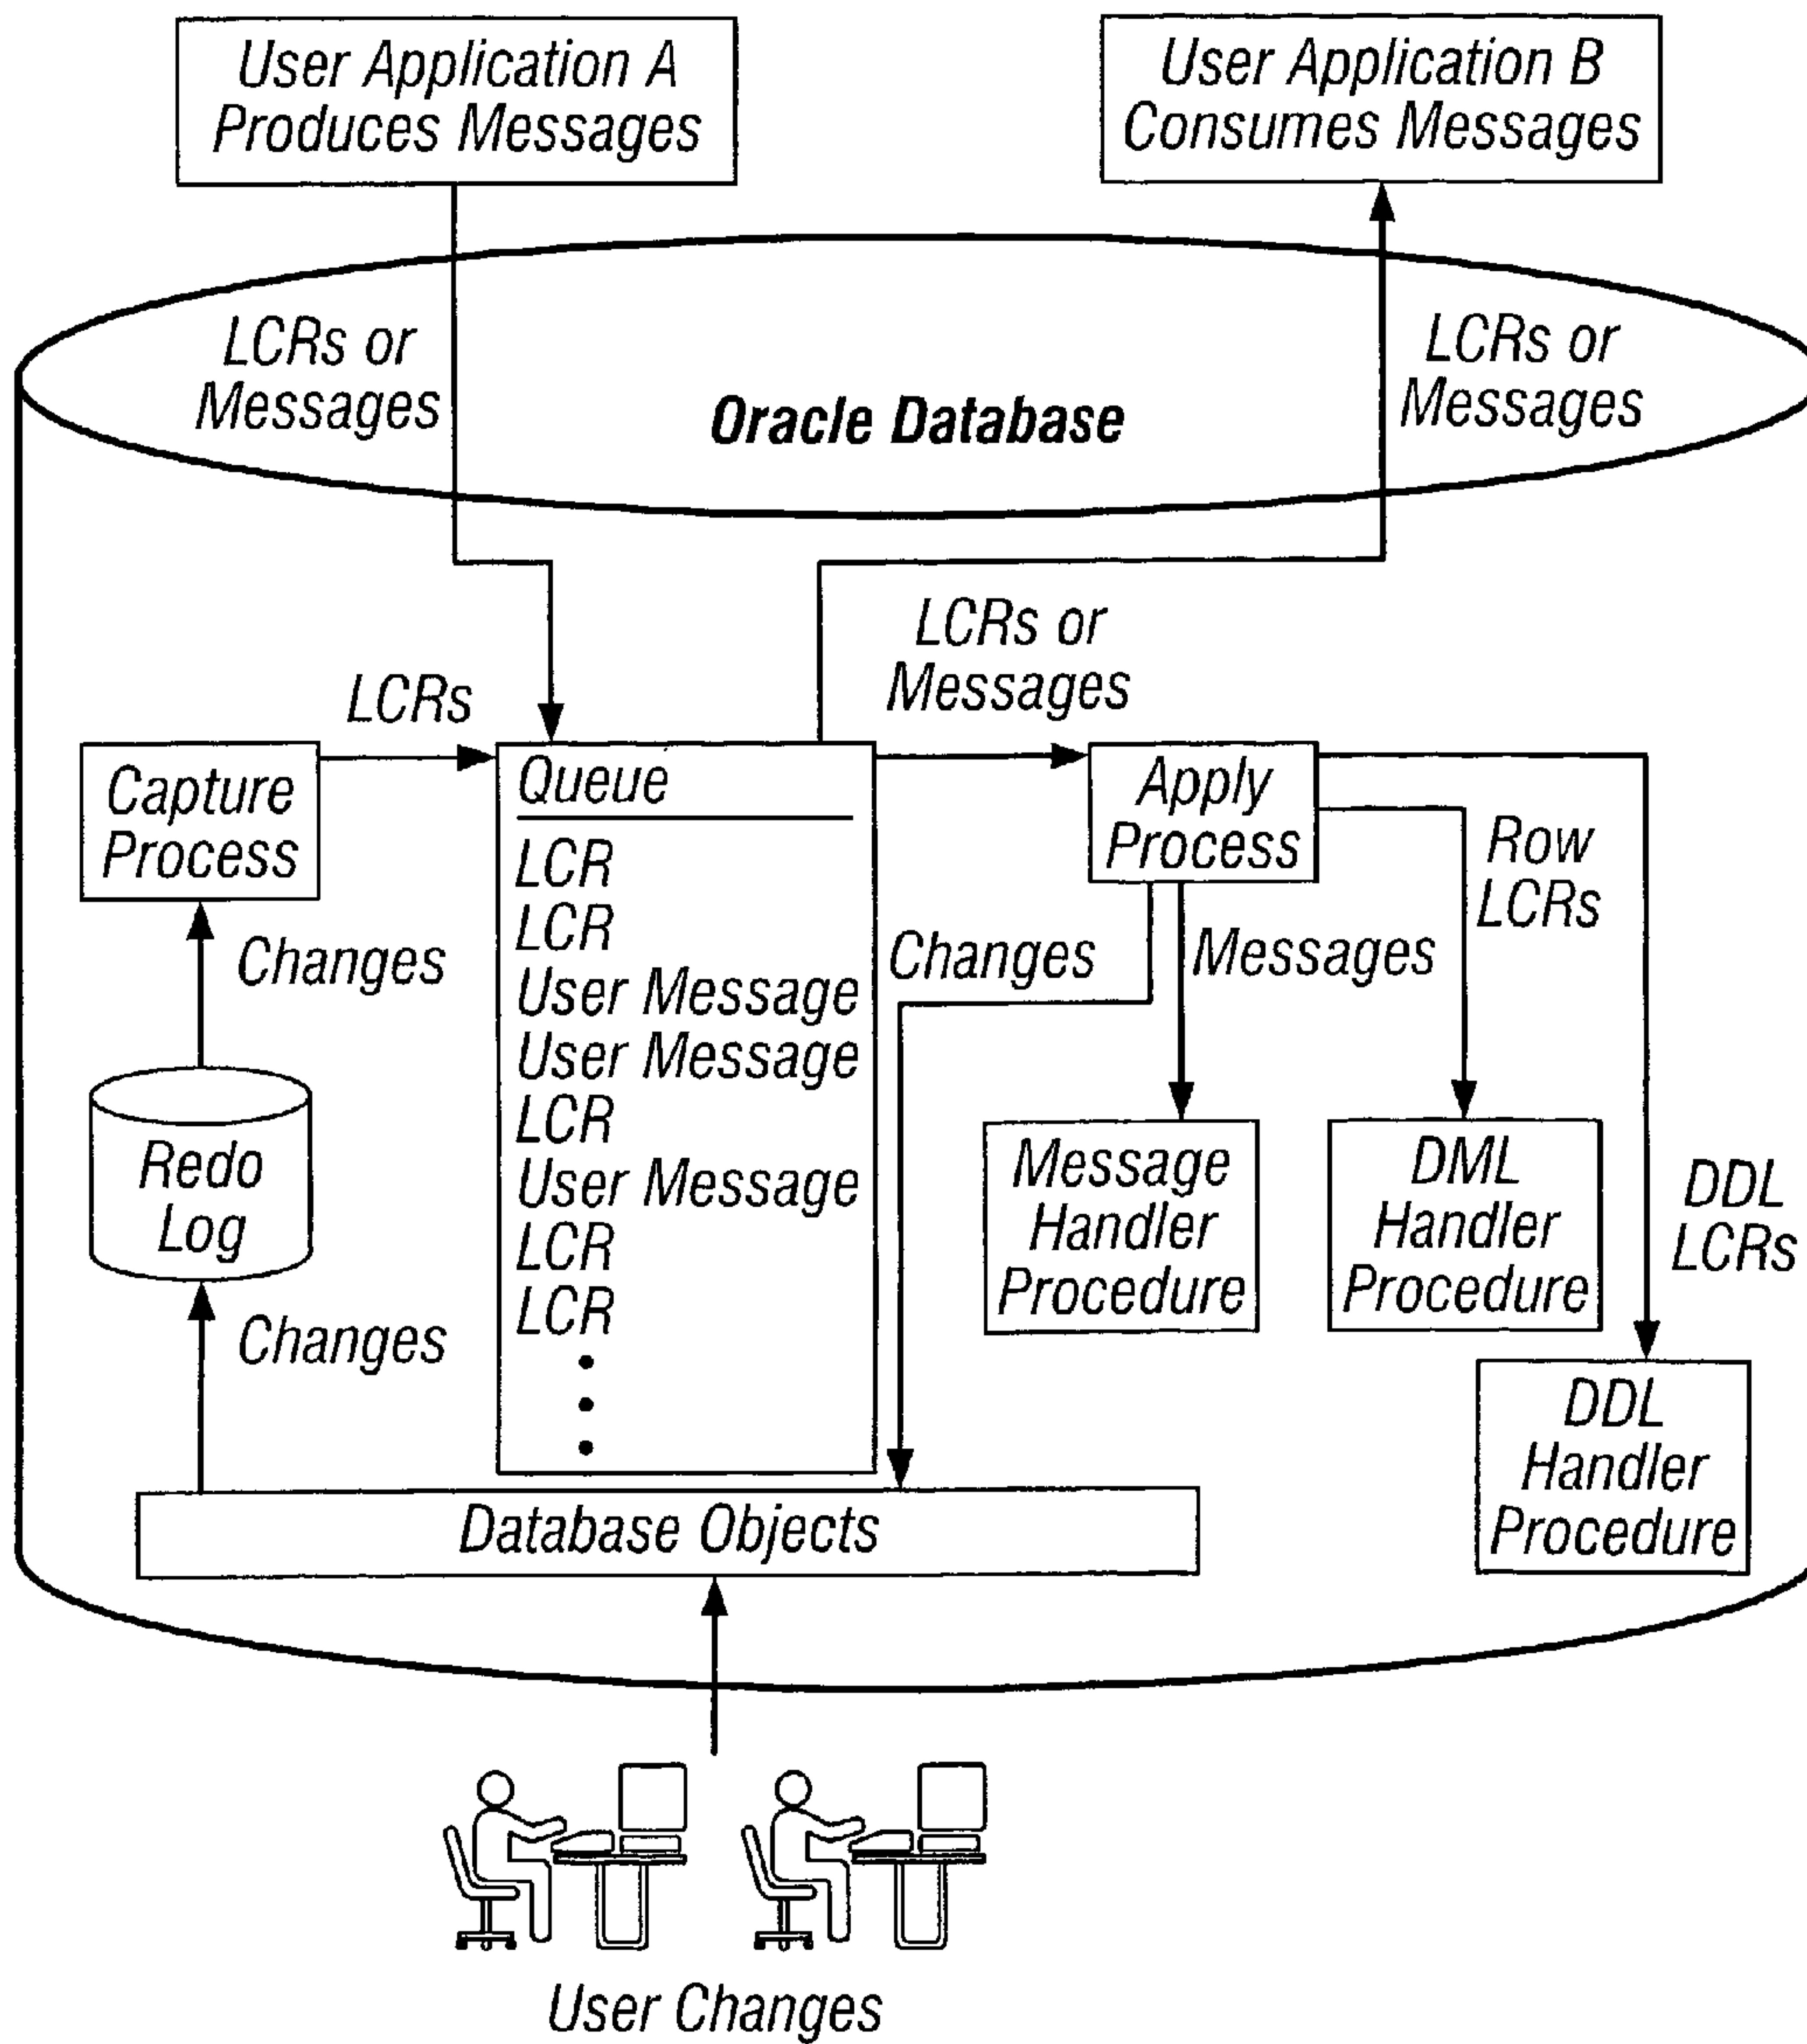 User Application A
Produces Messages
User Application B
Consumes Messages
LCRs or
Messages
Oracle Database
LCRs or
Messages
LCRs
LCRs or
Messages
Capture
Process
Queue
LCR
LCR
User Message
User Message
LCR
User Message
LCR
LCR
Apply
Process
Row
LCRs
Changes
Changes
Messages
Redo
Log
Message
Handler
Procedure
DML
Handler
Procedure
DDL
LCRs
Changes
DDL
Handler
Procedure
Database Objects
User Changes